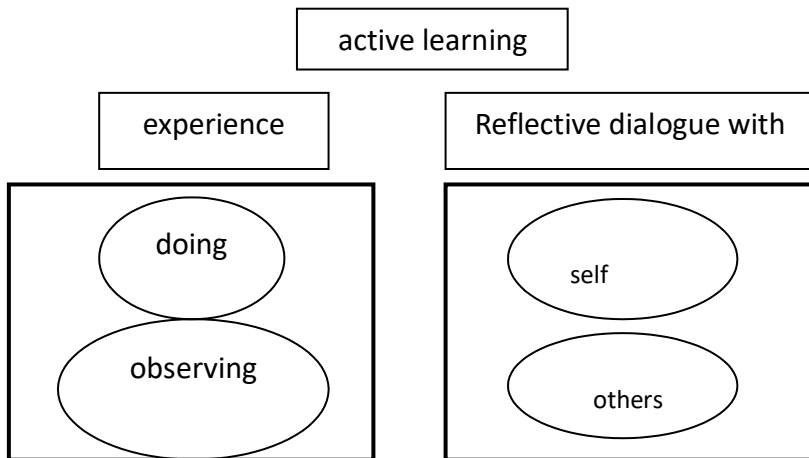 active learning
experience
Reflective dialogue with
doing
observing
self
others